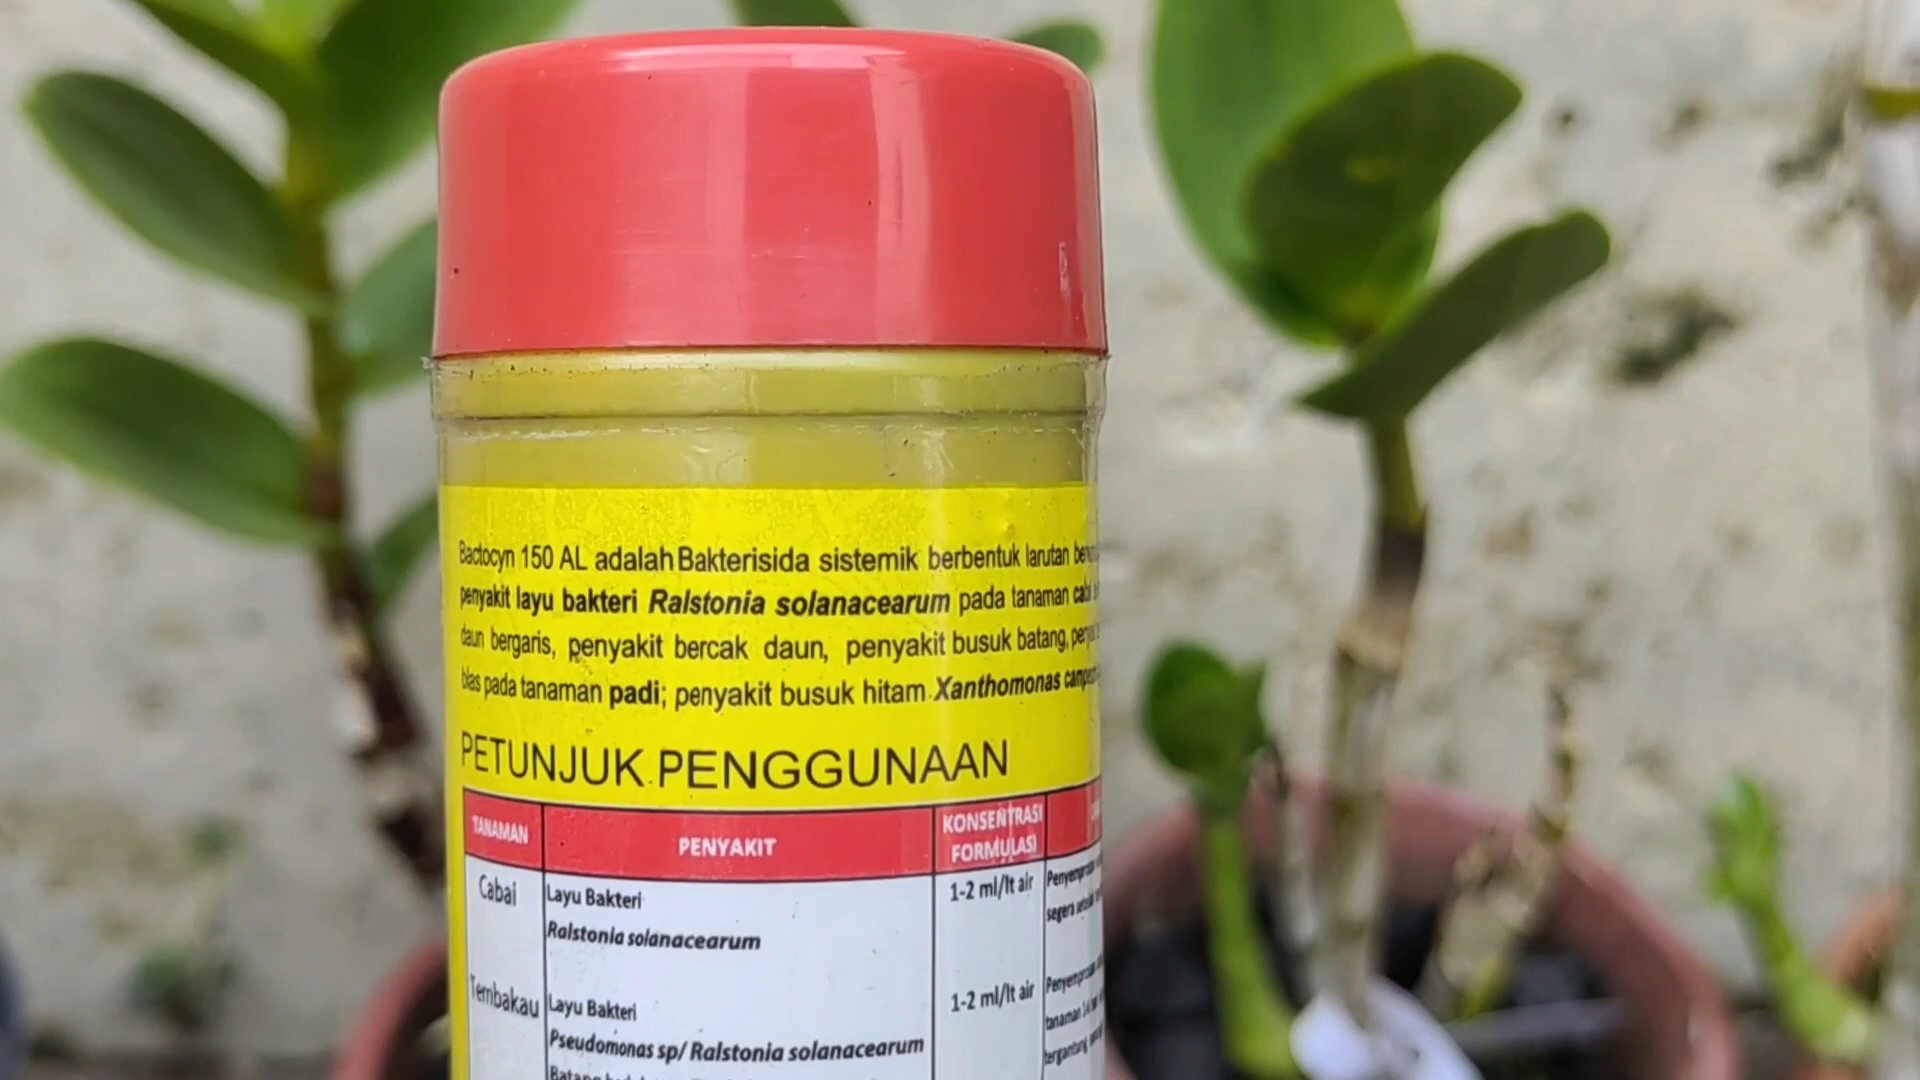 Bactocyn 150 AL adalah Bakterisida sistemik berbentuk larutan
penyakit layu bakteri Ralstonia solanacearum pada tanaman
daun bergaris, penyakit bercak daun, penyakit busuk batang,
blas pada tanaman padi; penyakit busuk hitam Xanthomonas
PETUNJUK PENGGUNAAN
TANAMAN PENYAKIT KONSENTRASI
FORMULASI
Cabai Layu Bakteri 1-2 ml/lt air
segera
Ralstonia solanacearum
Tembakau Layu Bakteri 1-2 ml/lt air
tanaman
Pseudomonas sp/ Ralstonia solanacearum
tergantung